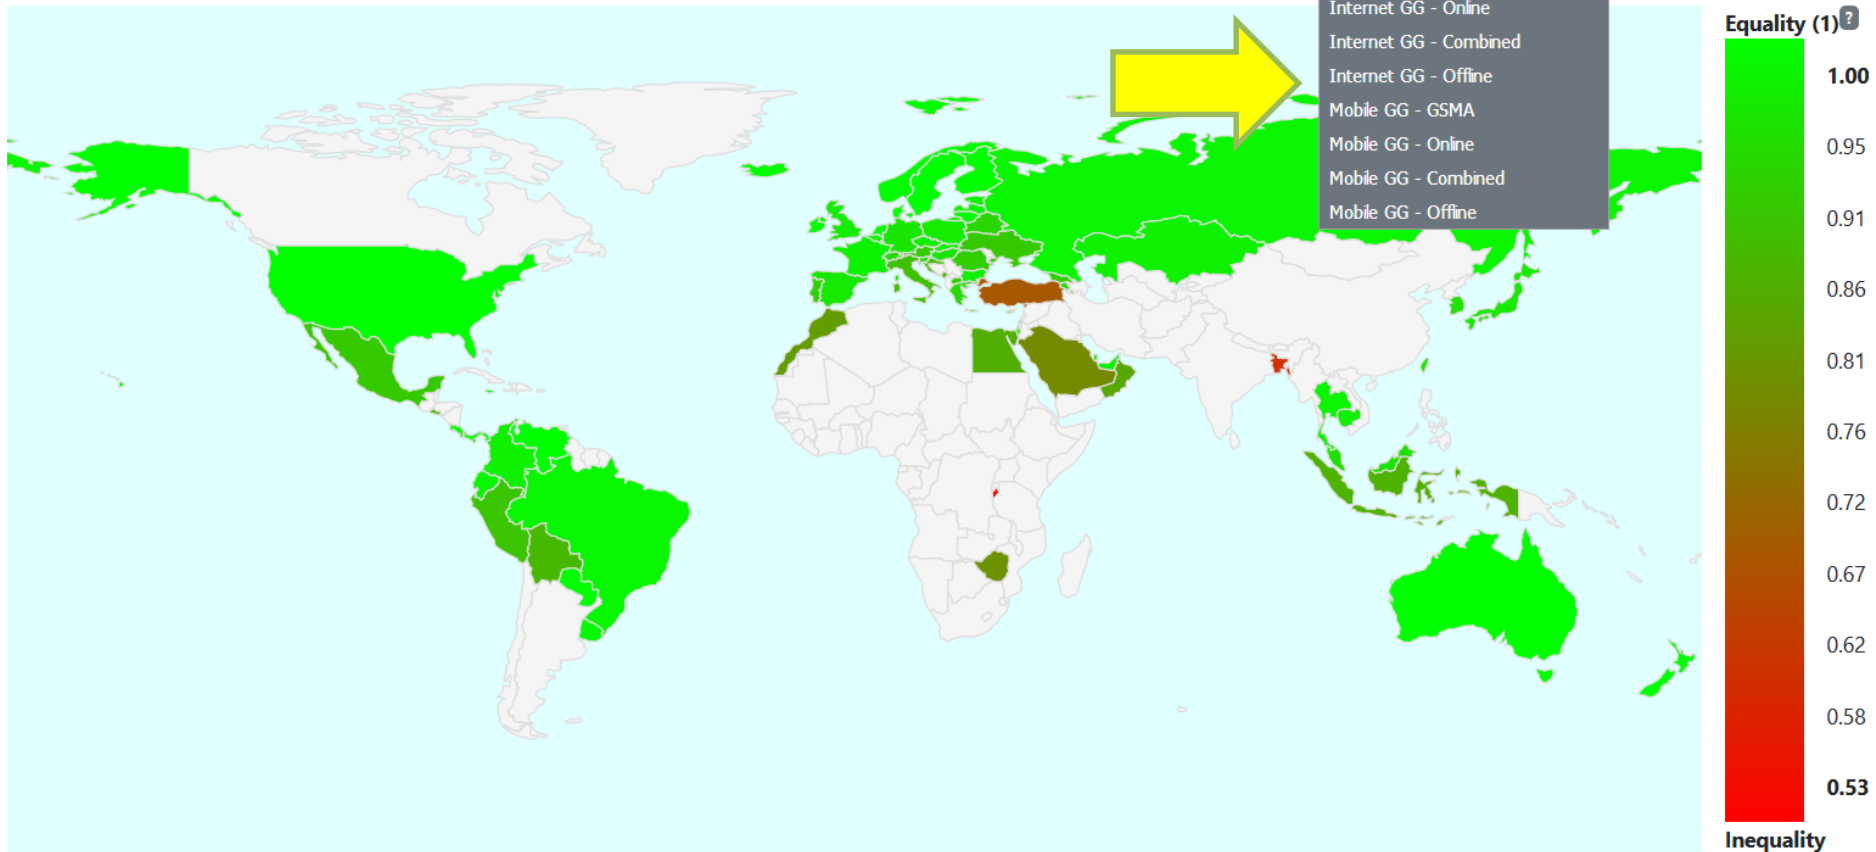 Internet GG - Online
Internet GG - Combined
Internet GG - Offline
Mobile GG - GSMA
Mobile GG - Online
Mobile GG - Combined
Mobile GG - Offline
Equality (1) ?
1.00
0.95
0.91
0.86
0.81
0.76
0.72
0.67
0.62
0.58
0.53
Inequality